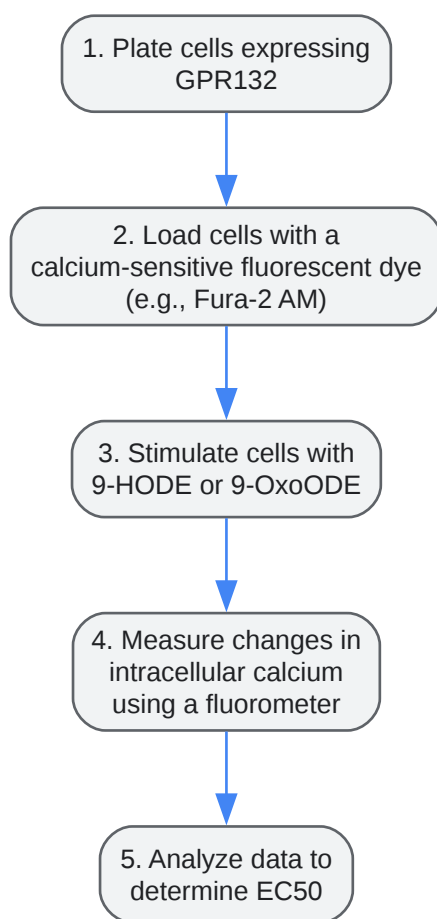 1. Plate cells expressing
GPR132
2. Load cells with a
calcium-sensitive fluorescent dye
(e.g., Fura-2 AM)
3. Stimulate cells with
9-HODE or 9-OxoODE
4. Measure changes in
intracellular calcium
using a fluorometer
5. Analyze data to
determine EC50